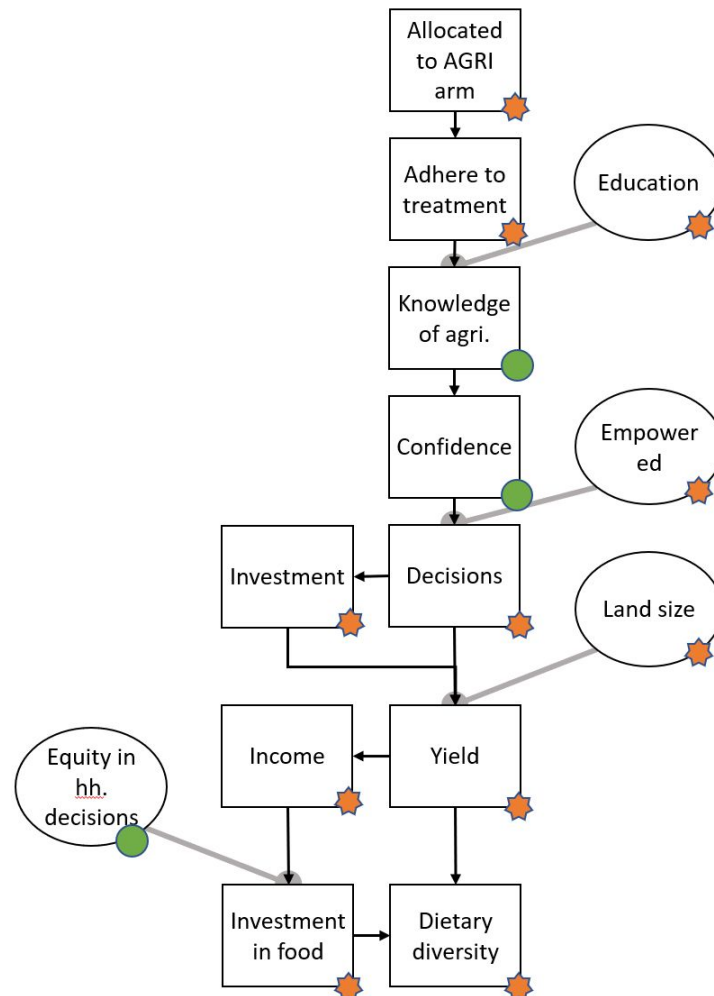 Allocated
to AGRI
arm
Adhere to
treatment
Education
Knowledge
of agri.
Confidence
Empower
ed
Investment
Decisions
Land size
Equity in
hh.
decisions
Income
Yield
Investment
in food
Dietary
diversity